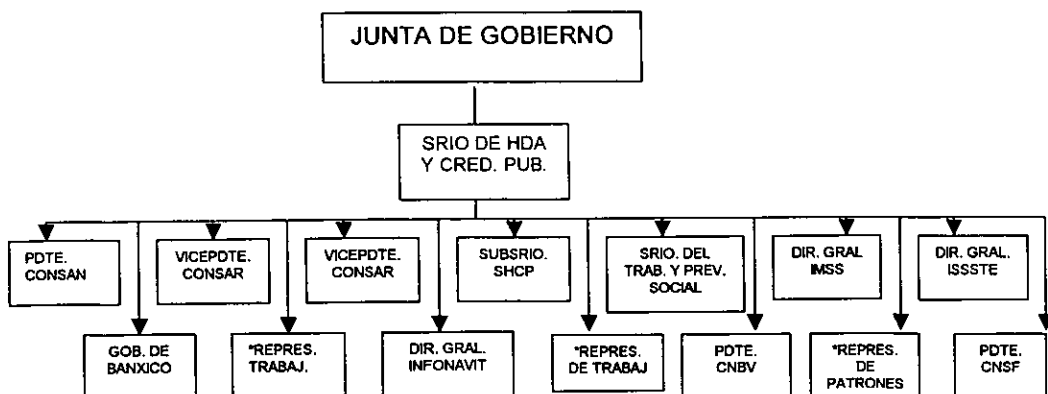 JUNTA DE GOBIERNO
SRIO DE HDA
Y CRED. PUB.
PDTE.
CONSAN
VICEPDTE.
CONSAR
VICEPDTE.
CONSAR
SUBSRIO.
SHCP
SRIO. DEL
TRAB. Y PREV.
SOCIAL
DIR. GRAL
IMSS
DIR. GRAL.
ISSSTE
GOB. DE
BANXICO
*REPRES.
TRABAJ.
DIR. GRAL.
INFONAVIT
*REPRES.
DE TRABAJ
PDTE.
CNBV
*REPRES.
DE
PATRONES
PDTE.
CNSF